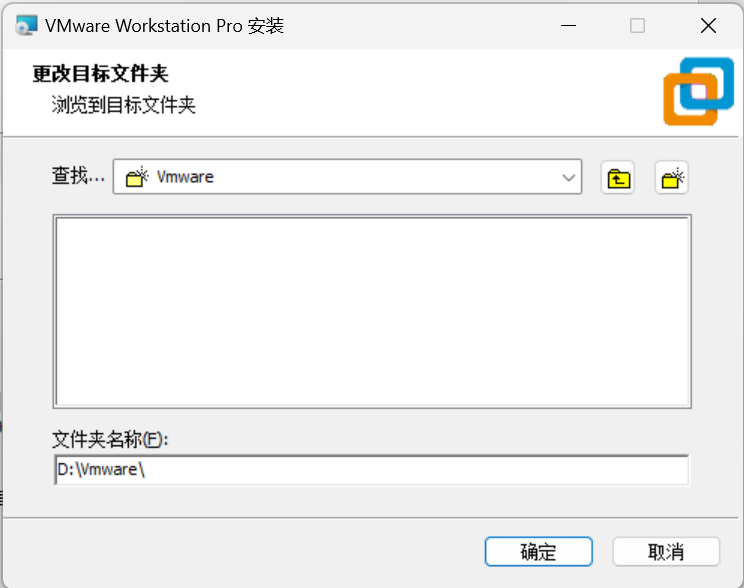 VMware Workstation Pro 安装
更改目标文件夹
浏览到目标文件夹
查找...
Vmware
文件夹名称(F):
D:\Vmware\
确定
取消